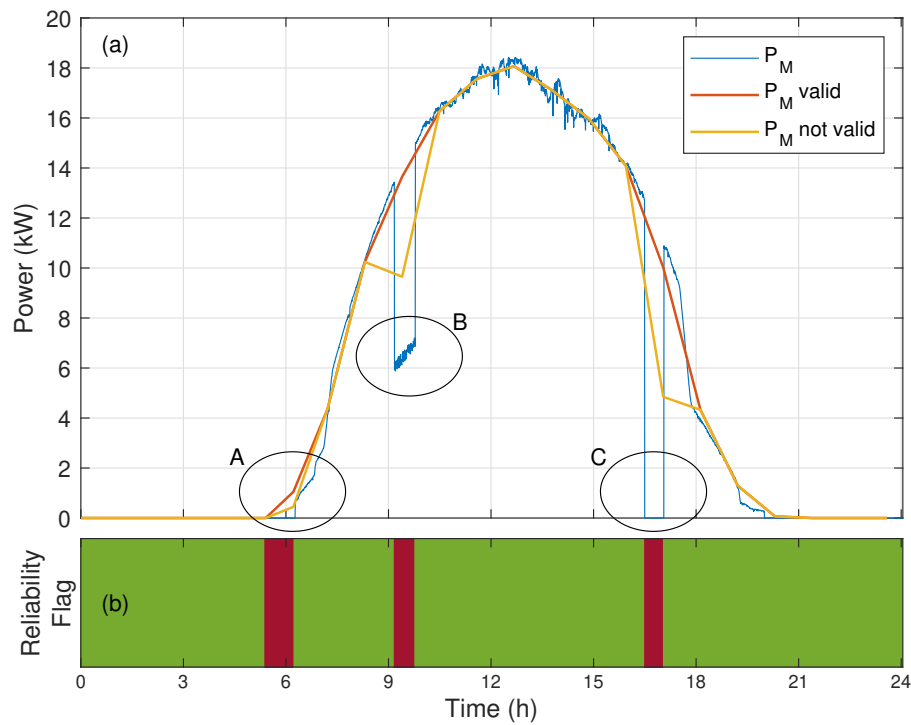 (a)
P_M
P_M valid
P_M not valid
20
18
16
14
12
10
8
6
4
2
0
Power (kW)
A
B
C
Reliability
Flag
(b)
0 3 6 9 12 15 18 21 24
Time (h)